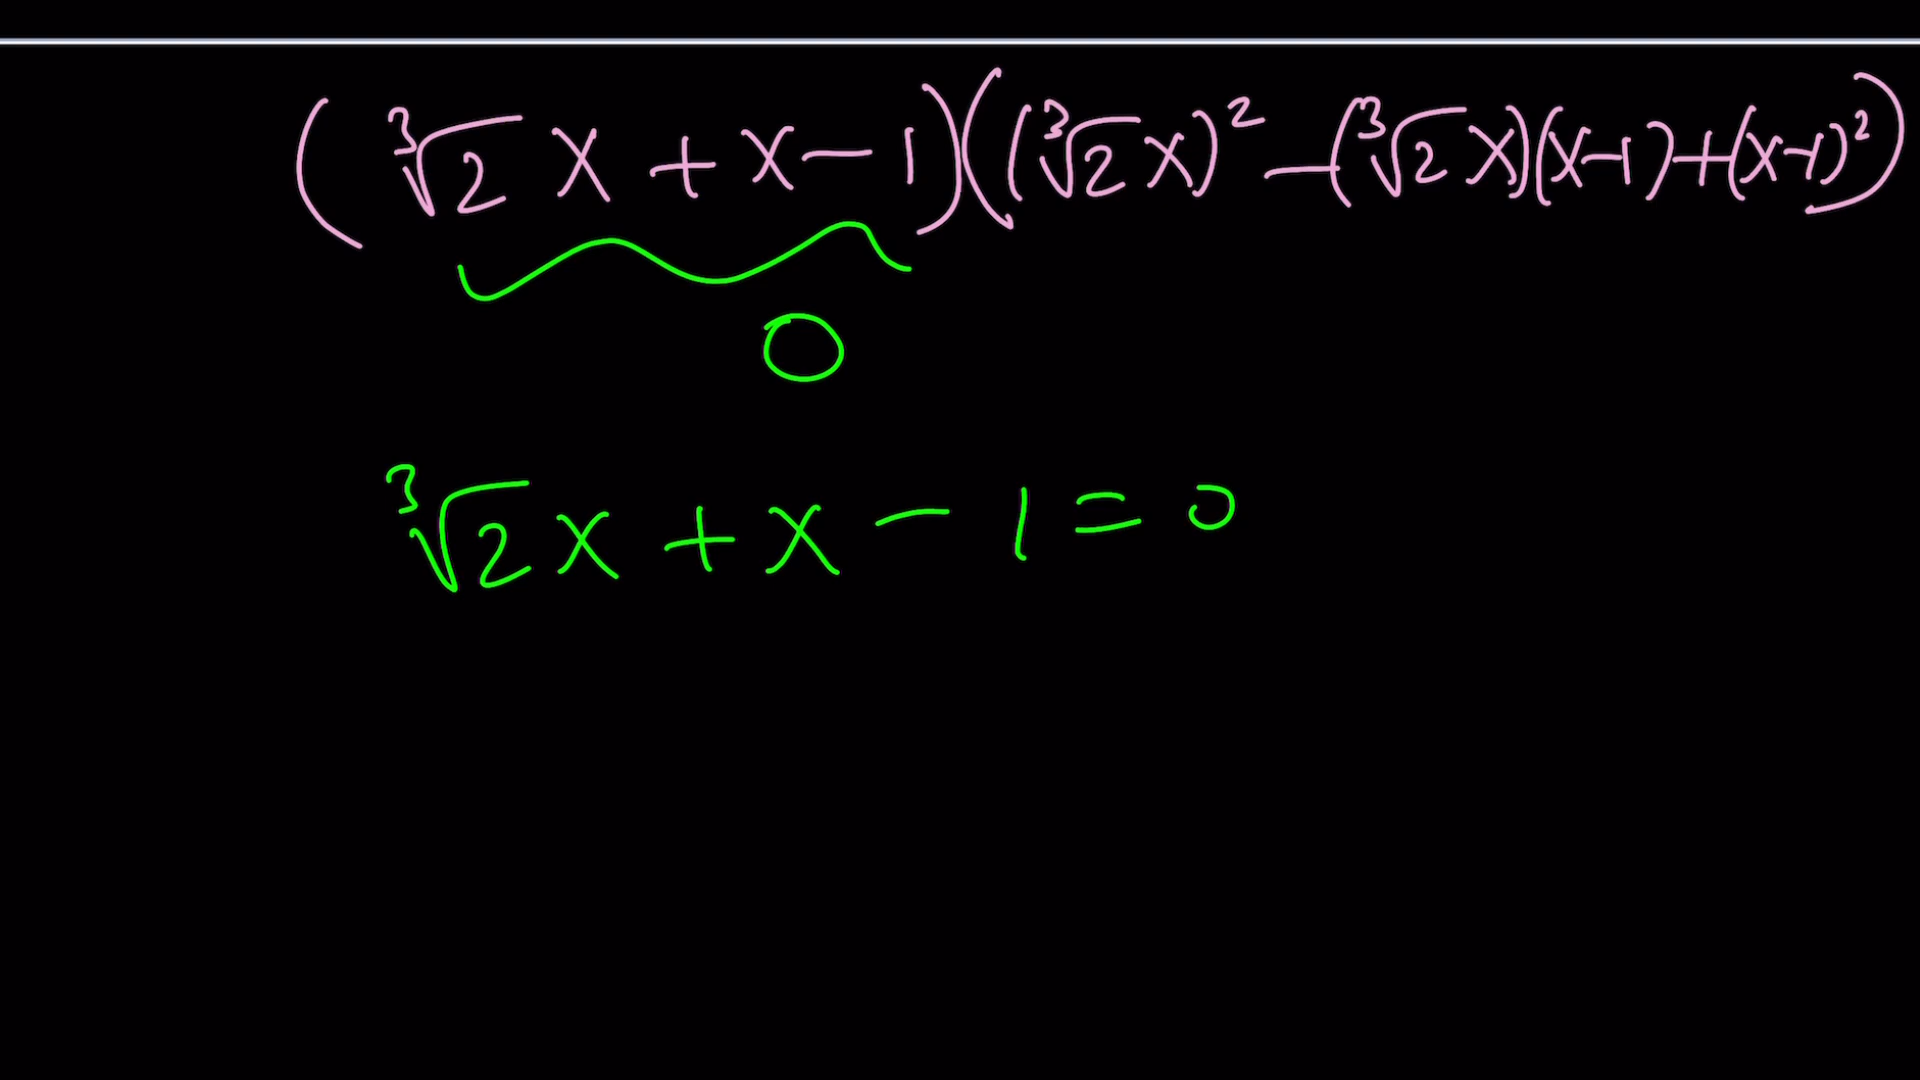 (∛2 x + x - 1)((∛2 x)² - (∛2 x)(x-1) + (x-1)²)
0
∛2 x + x - 1 = 0